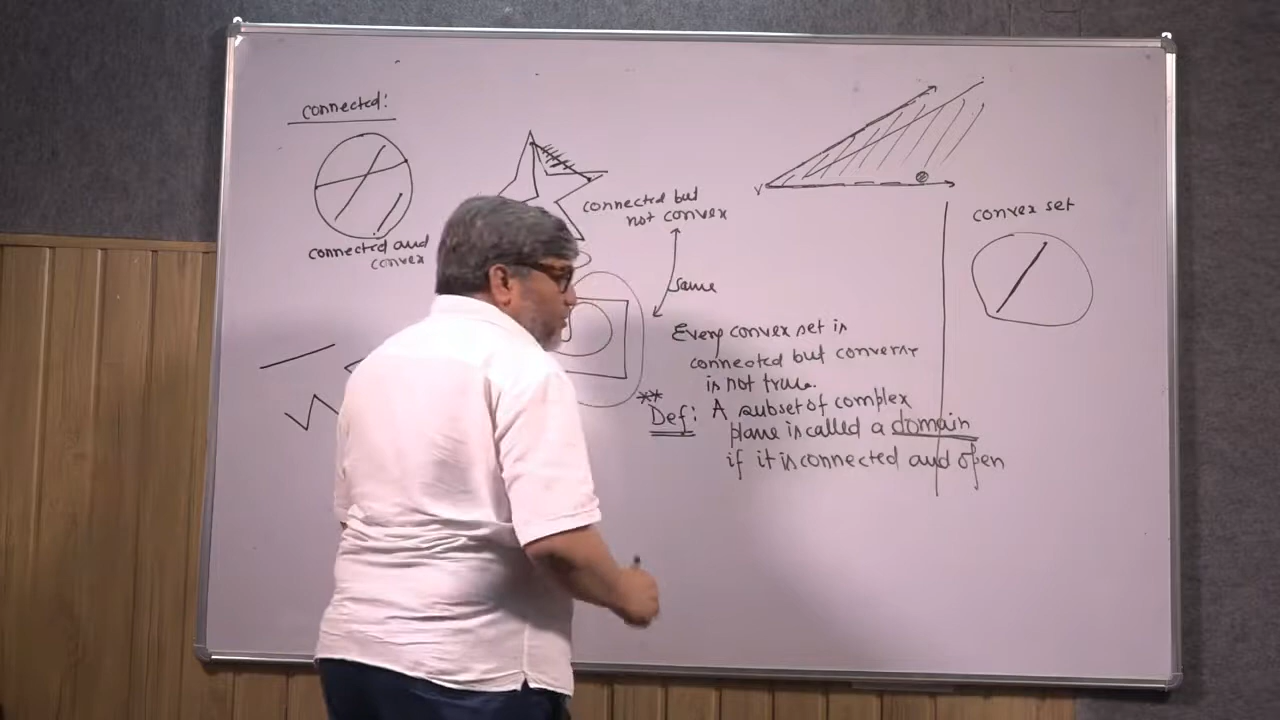 connected:
connected and
convex
connected but
not convex
same
Every convex set is
connected but converse
is not true.
**
Def: A subset of complex
plane is called a domain
if it is connected and open
V
convex set